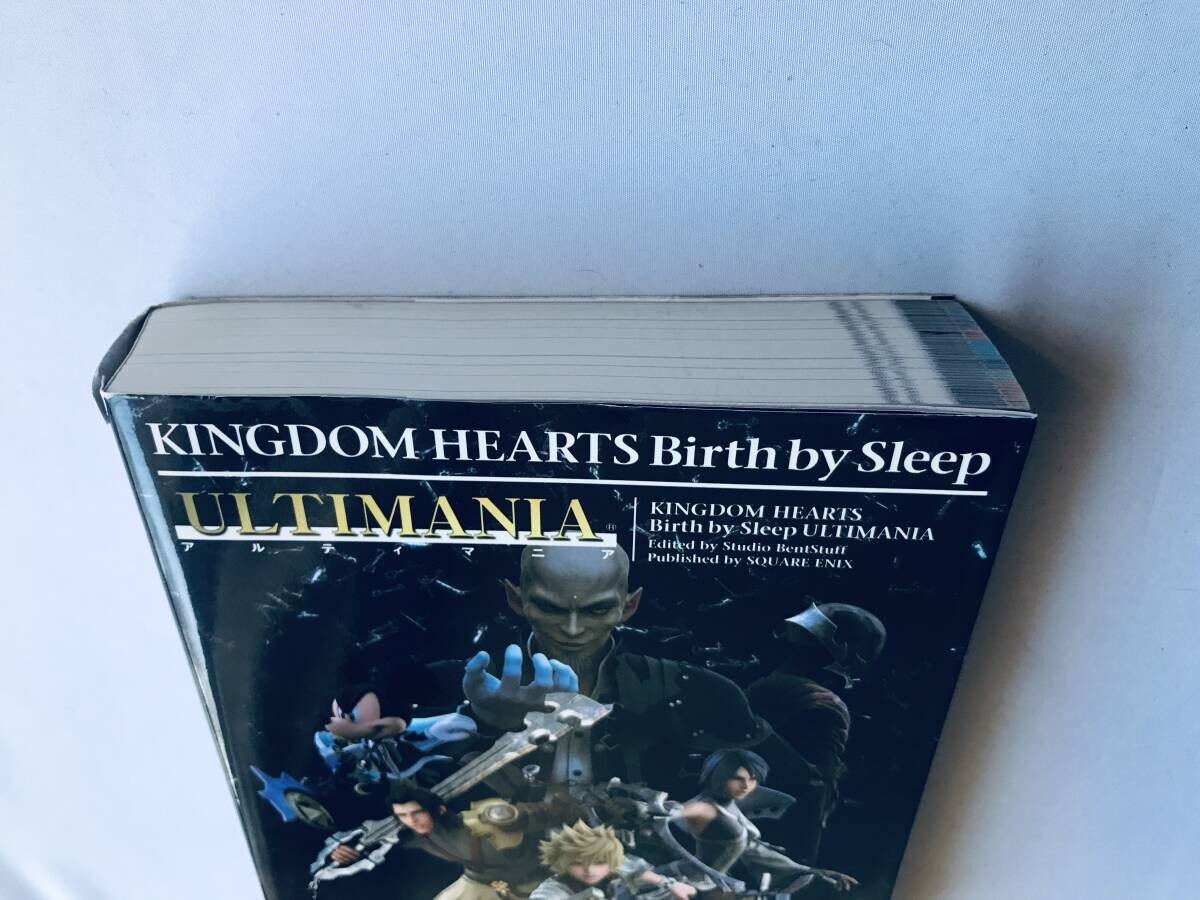 KINGDOM HEARTS Birth by Sleep
ULTIMANIA®
アルティマニア
KINGDOM HEARTS
Birth by Sleep ULTIMANIA
Edited by Studio BentStuff
Published by SQUARE ENIX